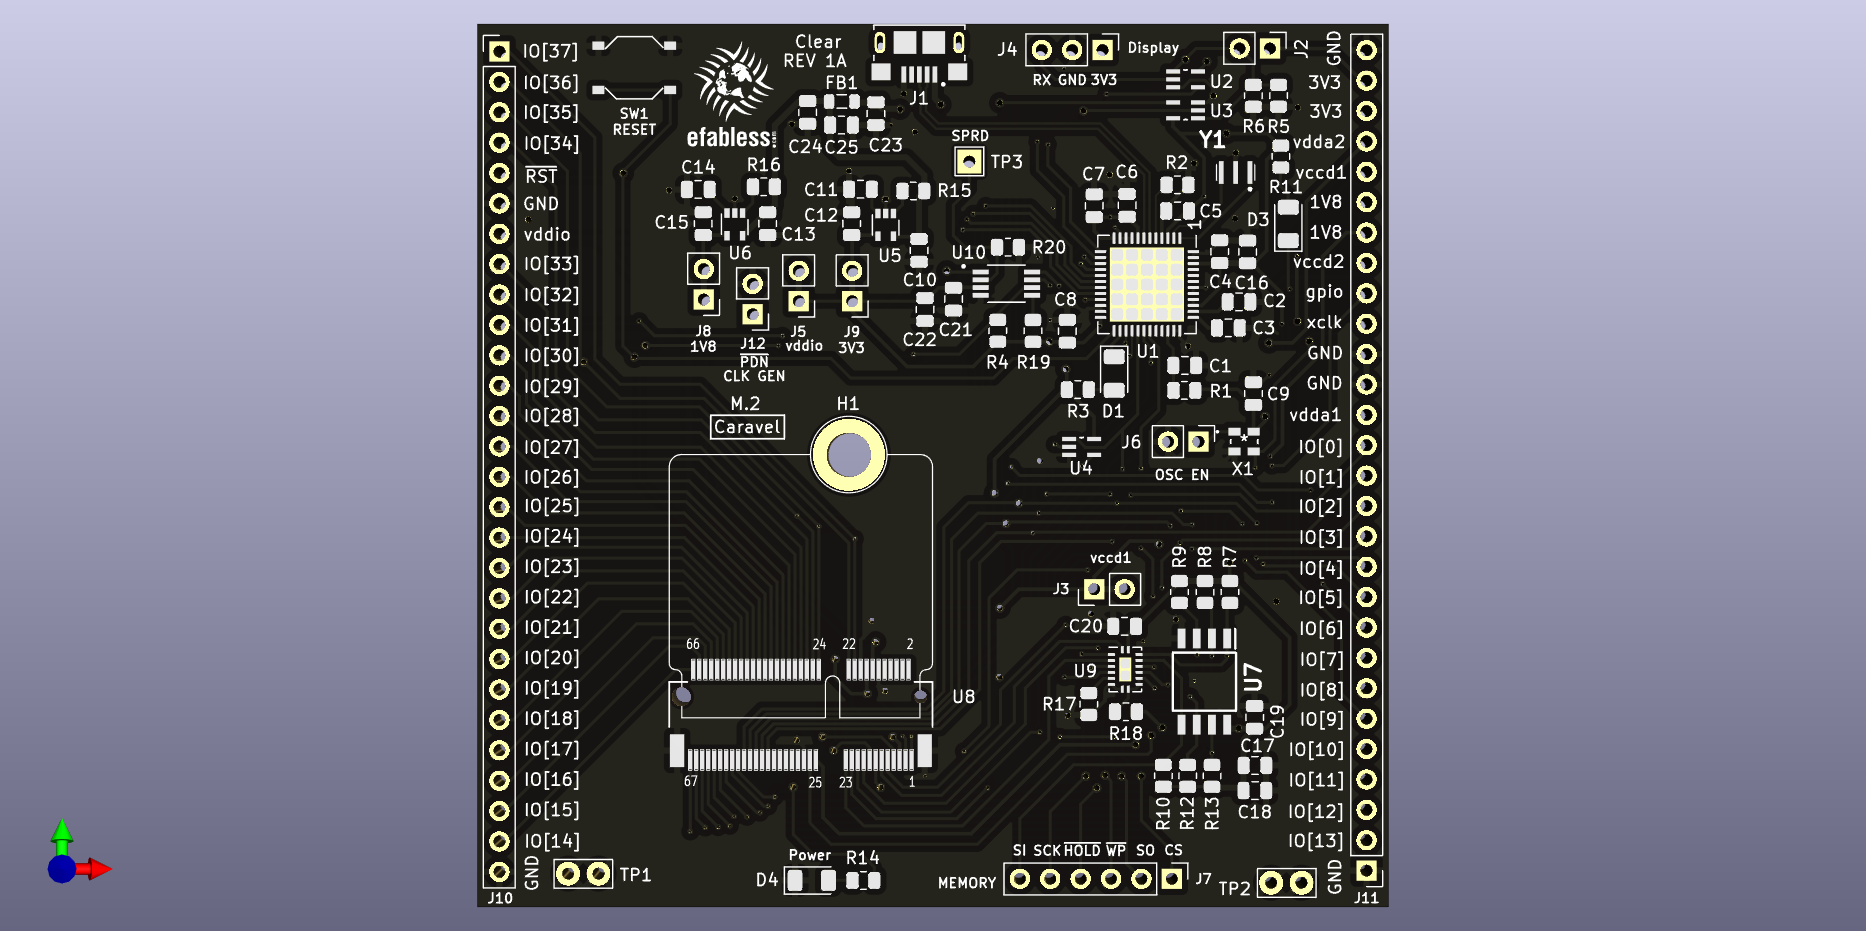 IO[37]
IO[36]
IO[35]
IO[34]
RST
GND
vddio
IO[33]
IO[32]
IO[31]
IO[30]
IO[29]
IO[28]
IO[27]
IO[26]
IO[25]
IO[24]
IO[23]
IO[22]
IO[21]
IO[20]
IO[19]
IO[18]
IO[17]
IO[16]
IO[15]
IO[14]
GND
J10
TP1
SW1
RESET
efabless
Clear
REV 1A
FB1
C24 C25 C23
J1
J4
RX GND 3V3
Display
J2
U2
U3
R6 R5
Y1
R11
D3
SPRD
TP3
C14
R16
C15
C13
U6
C11
R15
C12
U5
C10
U10
R20
C7
C6
R2
C5
1
C4 C16
C2
C3
C8
C21
C22
R4 R19
U1
J8
1V8
J12
PDN
CLK GEN
J5
vddio
J9
3V3
C1
R1
C9
R3 D1
M.2
Caravel
H1
U4
J6
OSC EN
X1
*
vccd1
J3
R9
R8
R7
C20
U9
R17
R18
U7
C19
C17
C18
R10
R12
R13
66
24
22
2
U8
67
25
23
1
Power
D4
R14
SI SCK HOLD WP SO CS
MEMORY
J7
TP2
GND
3V3
3V3
vdda2
vccd1
1V8
1V8
vccd2
gpio
xclk
GND
GND
vdda1
IO[0]
IO[1]
IO[2]
IO[3]
IO[4]
IO[5]
IO[6]
IO[7]
IO[8]
IO[9]
IO[10]
IO[11]
IO[12]
IO[13]
GND
J11